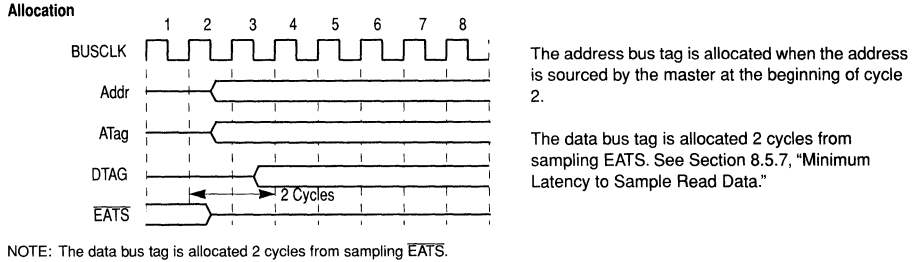 Allocation
1 2 3 4 5 6 7 8
BUSCLK
Addr
ATag
DTAG
2 Cycles
EATS
The address bus tag is allocated when the address
is sourced by the master at the beginning of cycle
2.
The data bus tag is allocated 2 cycles from
sampling EATS. See Section 8.5.7, “Minimum
Latency to Sample Read Data.”
NOTE: The data bus tag is allocated 2 cycles from sampling EATS.